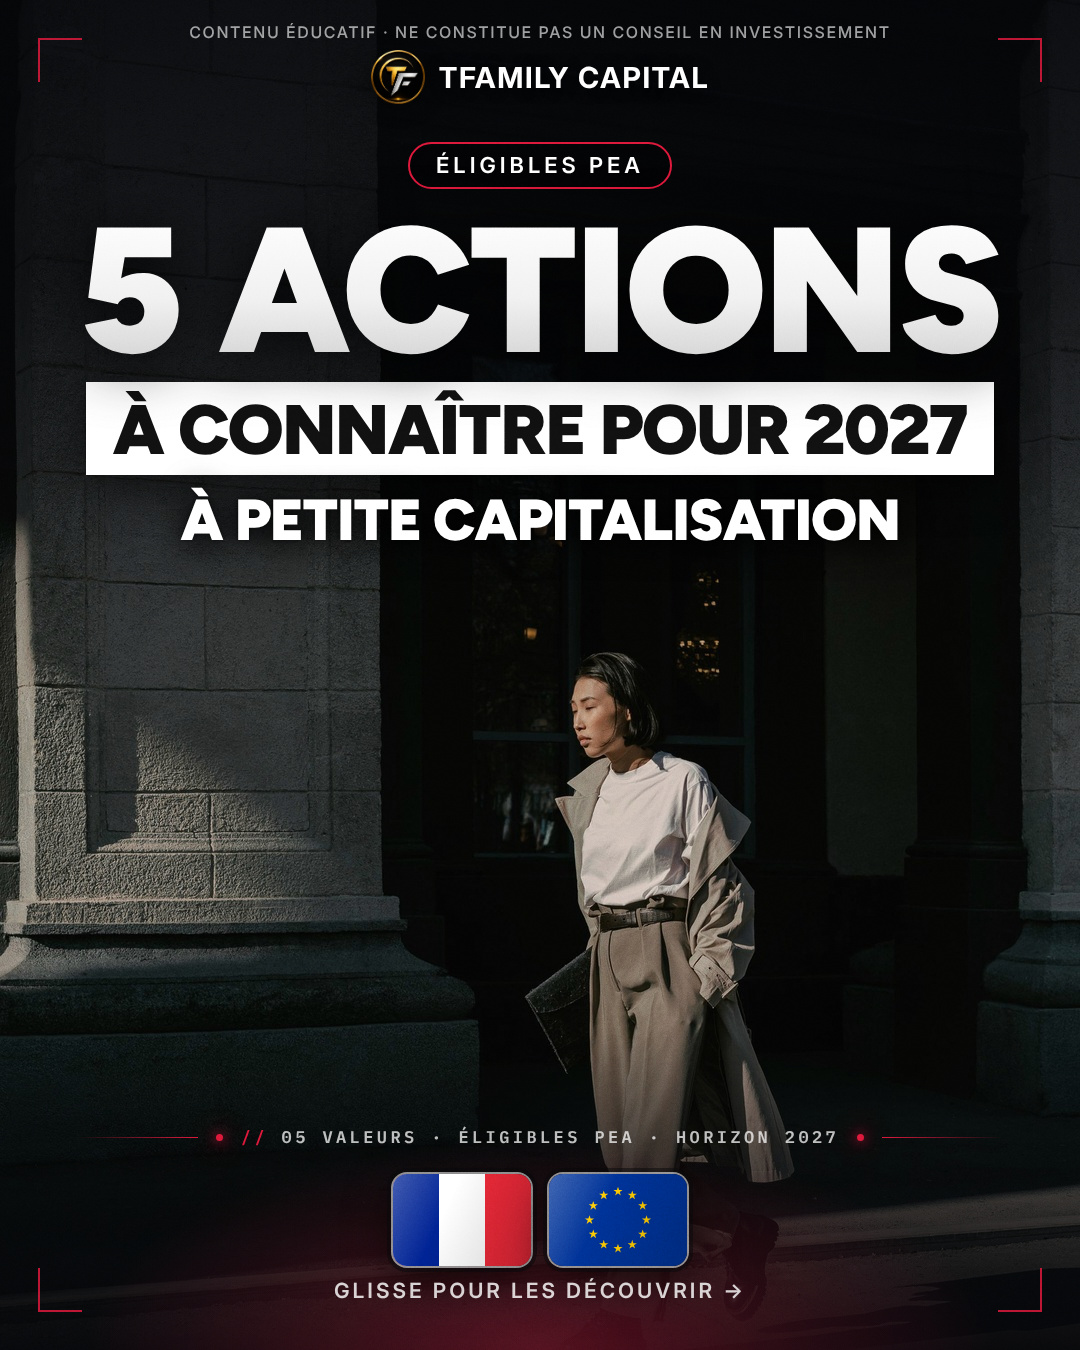 CONTENU ÉDUCATIF · NE CONSTITUE PAS UN CONSEIL EN INVESTISSEMENT
TF TFAMILY CAPITAL
ÉLIGIBLES PEA
5 ACTIONS
À CONNAÎTRE POUR 2027
À PETITE CAPITALISATION
// 05 VALEURS · ÉLIGIBLES PEA · HORIZON 2027
GLISSE POUR LES DÉCOUVRIR →